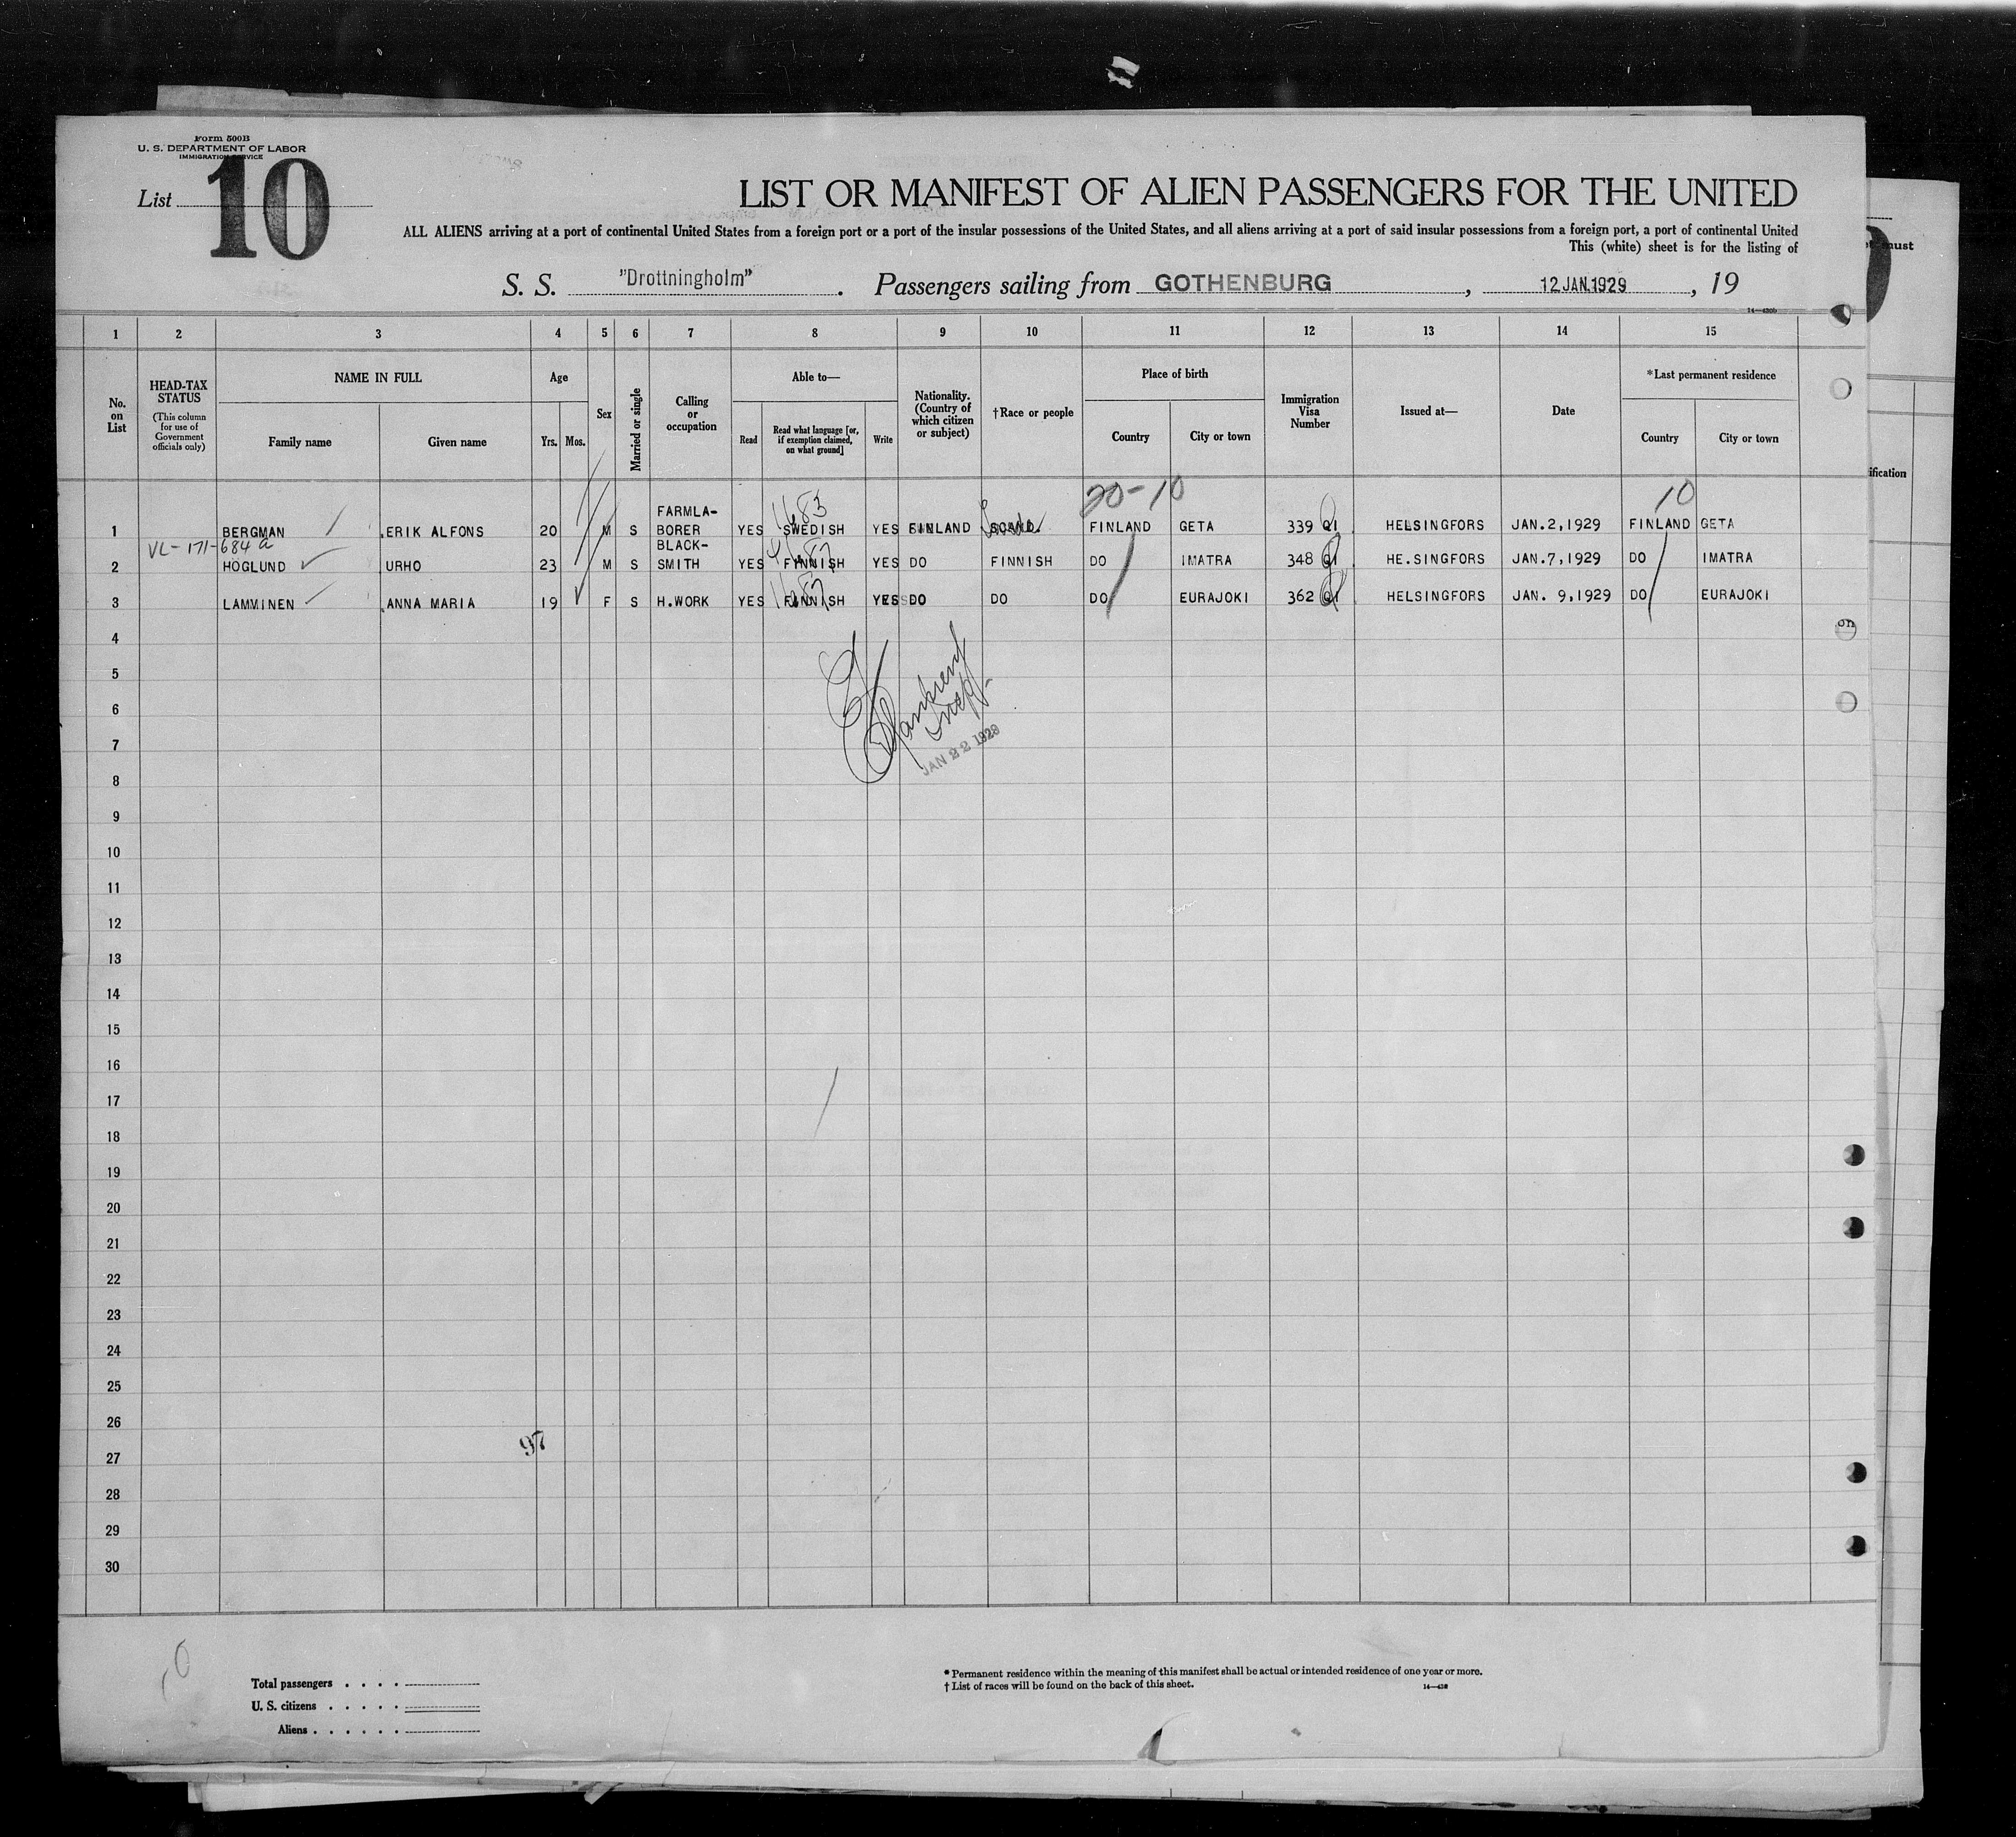 Form 500B
U. S. DEPARTMENT OF LABOR
IMMIGRATION SERVICE
List 10
LIST OR MANIFEST OF ALIEN PASSENGERS FOR THE UNITED
ALL ALIENS arriving at a port of continental United States from a foreign port or a port of the insular possessions of the United States, and all aliens arriving at a port of said insular possessions from a foreign port, a port of continental United
This (white) sheet is for the listing of
S. S. "Drottningholm". Passengers sailing from GOTHENBURG, 12 JAN.1929, 19
14—430b
1 2 3 4 5 6 7 8 9 10 11 12 13 14 15
No. on List
HEAD-TAX STATUS (This column for use of Government officials only)
NAME IN FULL
Family name Given name
Age
Yrs. Mos.
Sex
Married or single
Calling or occupation
Able to—
Read Read what language [or, if exemption claimed, on what ground] Write
Nationality. (Country of which citizen or subject)
†Race or people
Place of birth
Country City or town
Immigration Visa Number
Issued at—
Date
*Last permanent residence
Country City or town
20-10 10
1 BERGMAN ERIK ALFONS 20 M S FARMLA-BORER YES SWEDISH YES FINLAND SCAND. FINLAND GETA 339 QI HELSINGFORS JAN.2,1929 FINLAND GETA
VL-171-684a
2 HÖGLUND URHO 23 M S BLACK-SMITH YES FINNISH YES DO FINNISH DO IMATRA 348 QI HE.SINGFORS JAN.7,1929 DO IMATRA
3 LAMMINEN ANNA MARIA 19 F S H.WORK YES FINNISH YES DO DO DO EURAJOKI 362 QI HELSINGFORS JAN. 9,1929 DO EURAJOKI
4
5
6
7
JAN 22 1929
8
9
10
11
12
13
14
15
16
17
18
19
20
21
22
23
24
25
26
97
27
28
29
30
Total passengers
U. S. citizens
Aliens
* Permanent residence within the meaning of this manifest shall be actual or intended residence of one year or more.
† List of races will be found on the back of this sheet.
must
ification